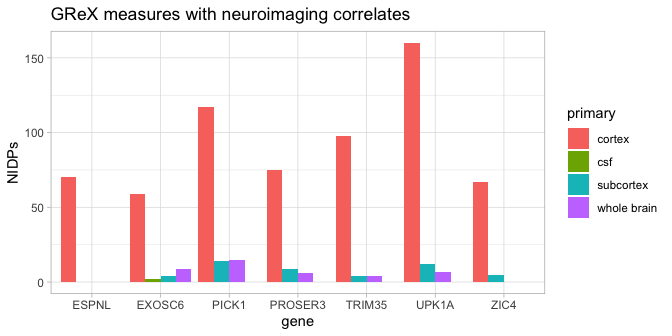 GReX measures with neuroimaging correlates
NIDPs
150
100
50
0
ESPNL EXOSC6 PICK1 PROSER3 TRIM35 UPK1A ZIC4
gene
primary
cortex
csf
subcortex
whole brain